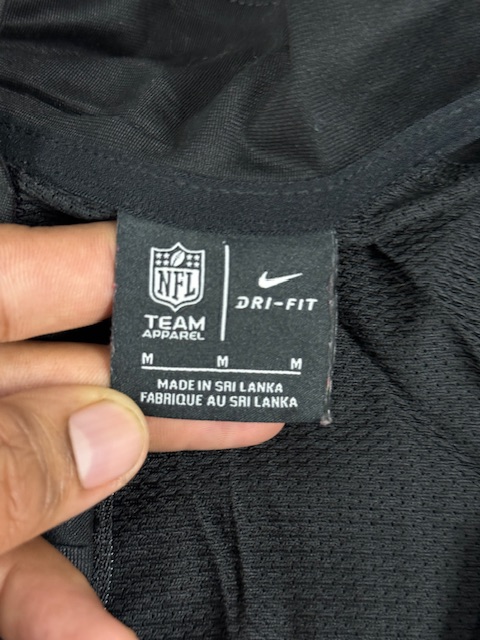 NFL
TEAM
APPAREL
DRI-FIT
M M M
MADE IN SRI LANKA
FABRIQUE AU SRI LANKA